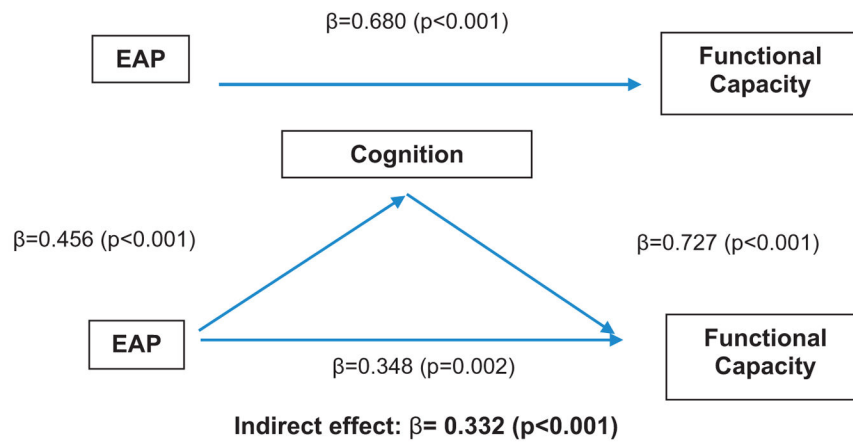 β=0.680 (p<0.001)
EAP
Functional
Capacity
Cognition
β=0.456 (p<0.001)
β=0.727 (p<0.001)
EAP
Functional
Capacity
β=0.348 (p=0.002)
Indirect effect: β= 0.332 (p<0.001)